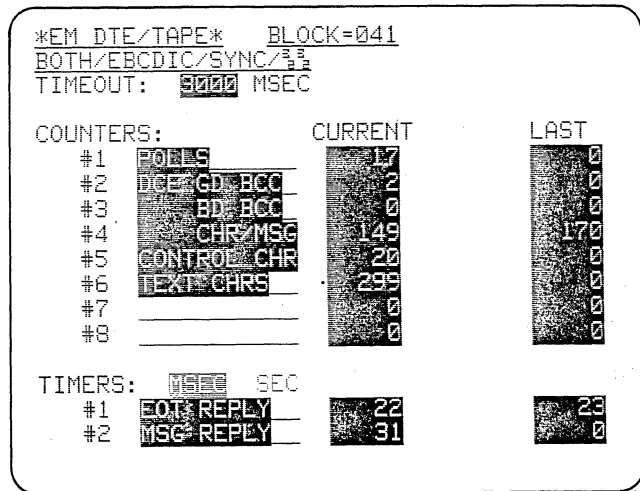 *EM DTE/TAPE* BLOCK=041
BOTH/EBCDIC/SYNC/
TIMEOUT: 3000 MSEC
COUNTERS: CURRENT LAST
#1 POLLS 17 0
#2 DCE GD BCC 2 0
#3 BD BCC 0 0
#4 CHR/MSG 149 170
#5 CONTROL CHR 20 0
#6 TEXT CHRS 299 0
#7 0 0
#8 0 0
TIMERS: MSEC SEC
#1 EOT REPLY 22 23
#2 MSG REPLY 31 0